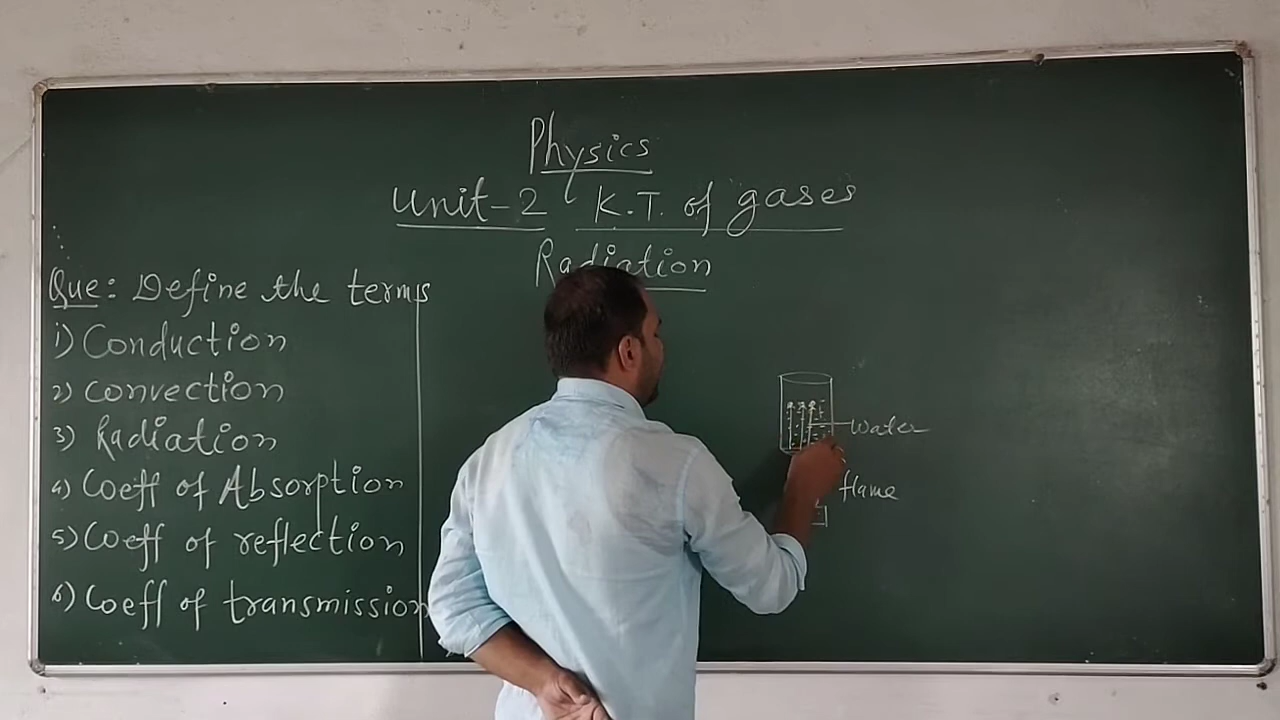 Physics
Unit-2 K.T. of gases
Radiation
Que: Define the terms
1) Conduction
2) Convection
3) Radiation
4) Coeff of Absorption
5) Coeff of reflection
6) Coeff of transmission
Water
flame